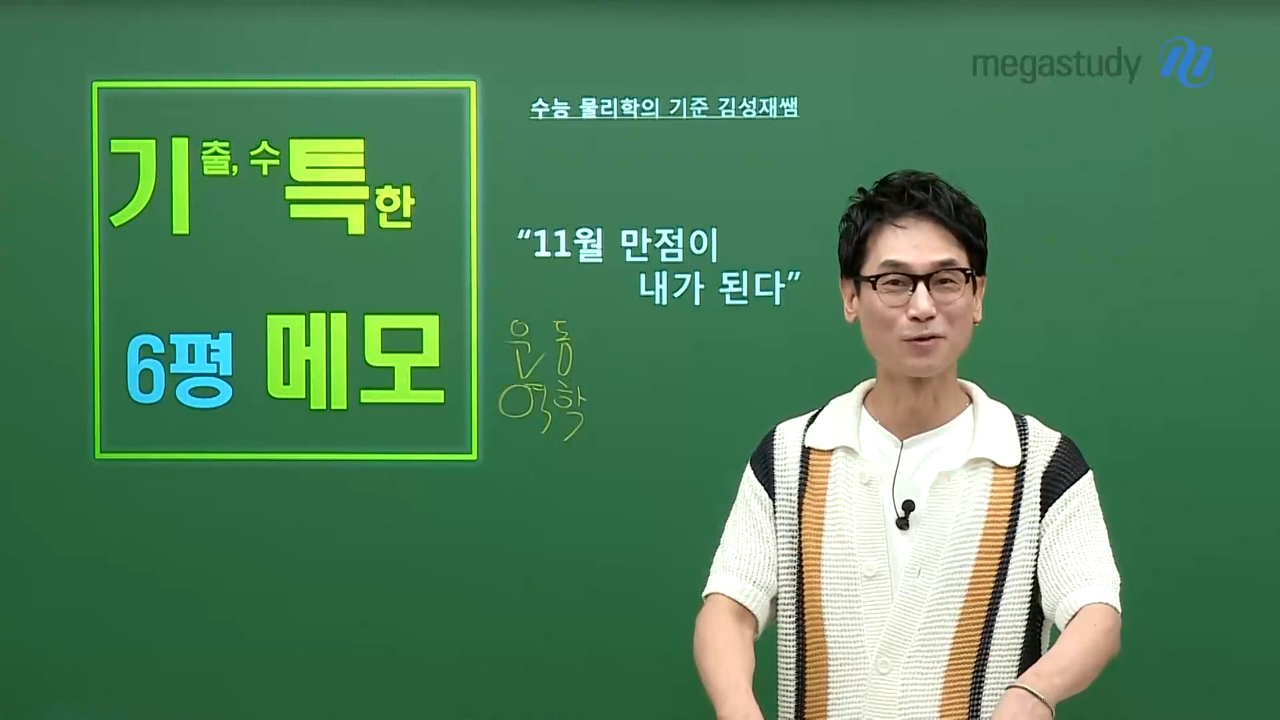 megastudy
수능 물리학의 기준 김성재쌤
기출, 수특한
6평 메모
“11월 만점이
내가 된다”
운동
역학